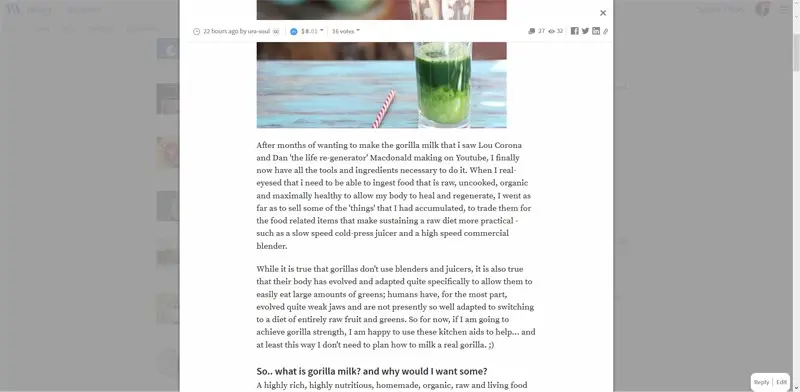 22 hours ago by ura-soul
$ 8.01
16 votes
27
32
After months of wanting to make the gorilla milk that i saw Lou Corona
and Dan 'the life re-generator' Macdonald making on Youtube, I finally
now have all the tools and ingredients necessary to do it. When I real-
eyesed that i need to be able to ingest food that is raw, uncooked, organic
and maximally healthy to allow my body to heal and regenerate, I went as
far as to sell some of the 'things' that I had accumulated, to trade them for
the food related items that make sustaining a raw diet more practical -
such as a slow speed cold-press juicer and a high speed commercial
blender.
While it is true that gorillas don't use blenders and juicers, it is also true
that their body has evolved and adapted quite specifically to allow them to
easily eat large amounts of greens; humans have, for the most part,
evolved quite weak jaws and are not presently so well adapted to switching
to a diet of entirely raw fruit and greens. So for now, if I am going to
achieve gorilla strength, I am happy to use these kitchen aids to help... and
at least this way I don't need to plan how to milk a real gorilla. ;)
So.. what is gorilla milk? and why would I want some?
A highly rich, highly nutritious, homemade, organic, raw and living food
Reply | Edit